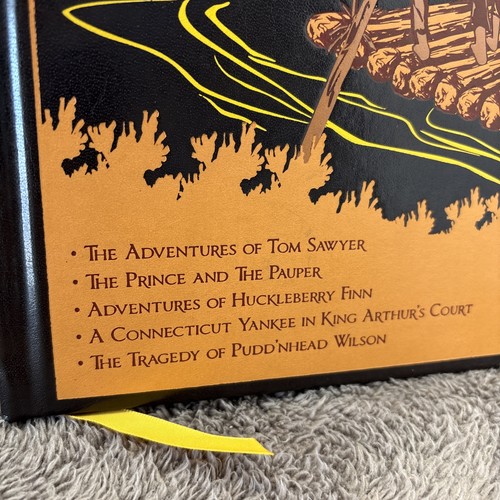 • The Adventures of Tom Sawyer
• The Prince and The Pauper
• Adventures of Huckleberry Finn
• A Connecticut Yankee in King Arthur's Court
• The Tragedy of Pudd'nhead Wilson